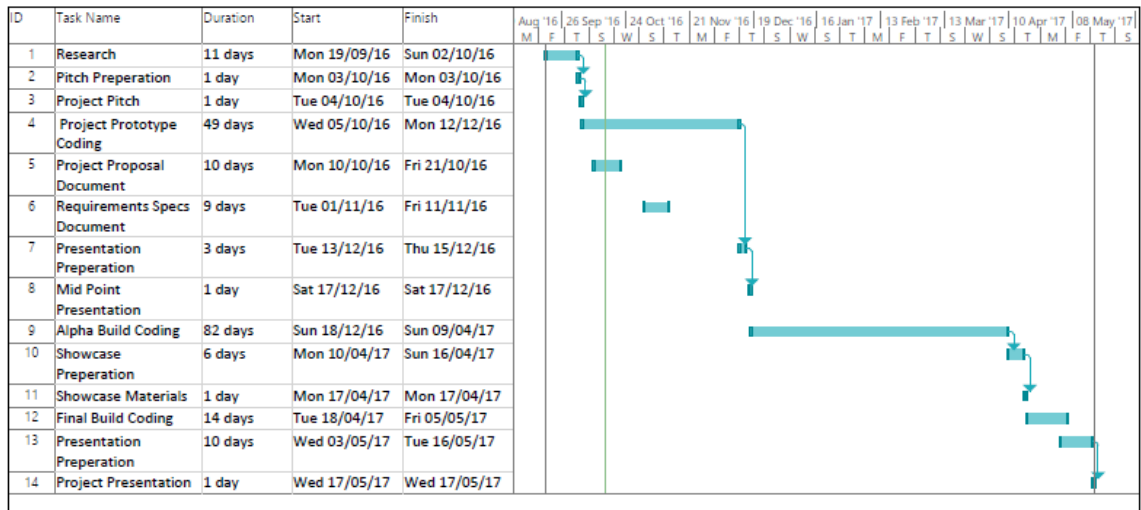 ID Task Name Duration Start Finish Aug '16 26 Sep '16 24 Oct '16 21 Nov '16 19 Dec '16 16 Jan '17 13 Feb '17 13 Mar '17 10 Apr '17 08 May '17
M F T S W S T M F T S W S T M F T S W S T M F T S
1 Research 11 days Mon 19/09/16 Sun 02/10/16
2 Pitch Preperation 1 day Mon 03/10/16 Mon 03/10/16
3 Project Pitch 1 day Tue 04/10/16 Tue 04/10/16
4 Project Prototype 49 days Wed 05/10/16 Mon 12/12/16
Coding
5 Project Proposal 10 days Mon 10/10/16 Fri 21/10/16
Document
6 Requirements Specs 9 days Tue 01/11/16 Fri 11/11/16
Document
7 Presentation 3 days Tue 13/12/16 Thu 15/12/16
Preperation
8 Mid Point 1 day Sat 17/12/16 Sat 17/12/16
Presentation
9 Alpha Build Coding 82 days Sun 18/12/16 Sun 09/04/17
10 Showcase 6 days Mon 10/04/17 Sun 16/04/17
Preperation
11 Showcase Materials 1 day Mon 17/04/17 Mon 17/04/17
12 Final Build Coding 14 days Tue 18/04/17 Fri 05/05/17
13 Presentation 10 days Wed 03/05/17 Tue 16/05/17
Preperation
14 Project Presentation 1 day Wed 17/05/17 Wed 17/05/17